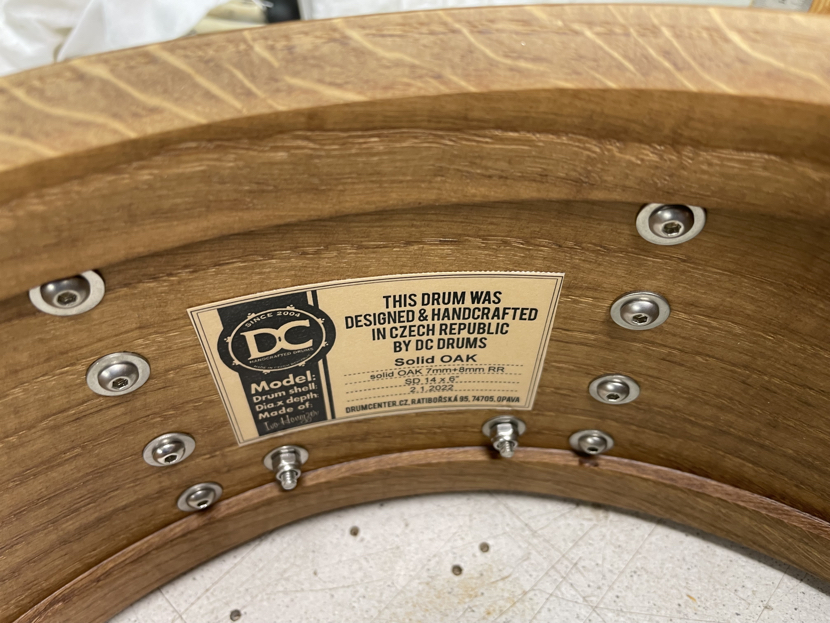 SINCE 2004
DC
HANDCRAFTED DRUMS
Model:
Drum shell:
Dia x depth:
Made of:
THIS DRUM WAS
DESIGNED & HANDCRAFTED
IN CZECH REPUBLIC
BY DC DRUMS
Solid OAK
solid OAK 7mm+8mm RR
SD 14 x 6"
2.1.2022
DRUMCENTER.CZ, RATIBOŘSKÁ 95, 74705, OPAVA